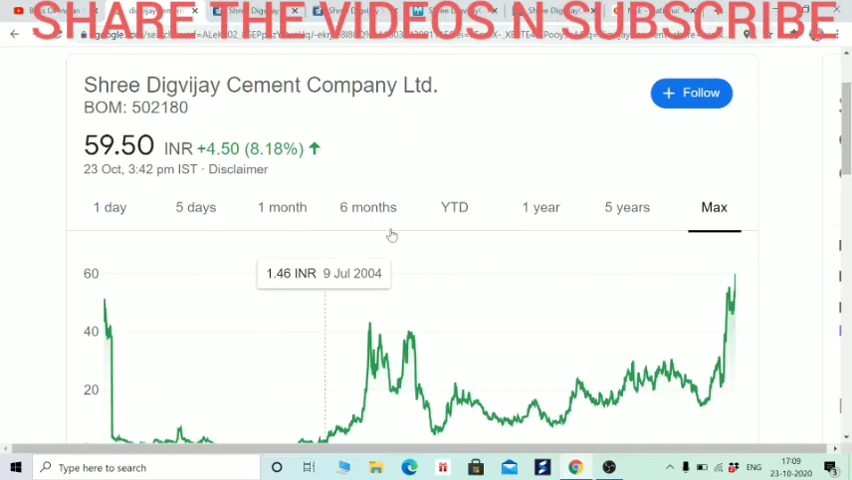 SHARE THE VIDEOS N SUBSCRIBE
Shree Digvijay Cement Company Ltd.
BOM: 502180
+ Follow
59.50 INR +4.50 (8.18%) ↑
23 Oct, 3:42 pm IST · Disclaimer
1 day 5 days 1 month 6 months YTD 1 year 5 years Max
1.46 INR 9 Jul 2004
60
40
20
Type here to search
ENG
17:09
23-10-2020